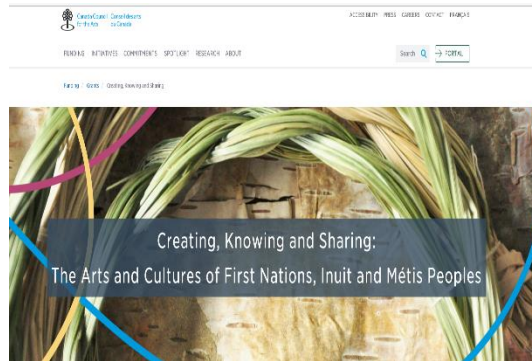 Canada Council Conseil des arts
for the Arts du Canada
ACCESSIBILITY PRESS CAREERS CONTACT FRANÇAIS
FUNDING INITIATIVES COMMITMENTS SPOTLIGHT RESEARCH ABOUT
Search → PORTAL
Funding Grants Creating, Knowing and Sharing
Creating, Knowing and Sharing:
The Arts and Cultures of First Nations, Inuit and Métis Peoples